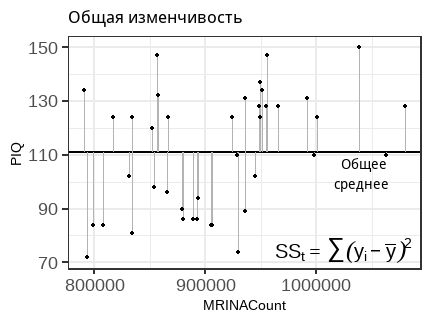 Общая изменчивость
150
130
110
90
70
PIQ
Общее
среднее
SSt = ∑(yi − y̅)²
800000 900000 1000000
MRINACount